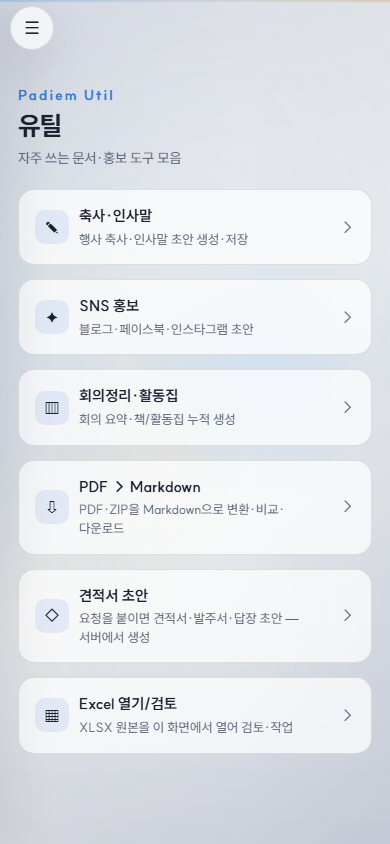 Padiem Util
유틸
자주 쓰는 문서·홍보 도구 모음
축사·인사말
행사 축사·인사말 초안 생성·저장
SNS 홍보
블로그·페이스북·인스타그램 초안
회의정리·활동집
회의 요약·책/활동집 누적 생성
PDF > Markdown
PDF·ZIP을 Markdown으로 변환·비교·
다운로드
견적서 초안
요청을 붙이면 견적서·발주서·답장 초안 —
서버에서 생성
Excel 열기/검토
XLSX 원본을 이 화면에서 열어 검토·작업